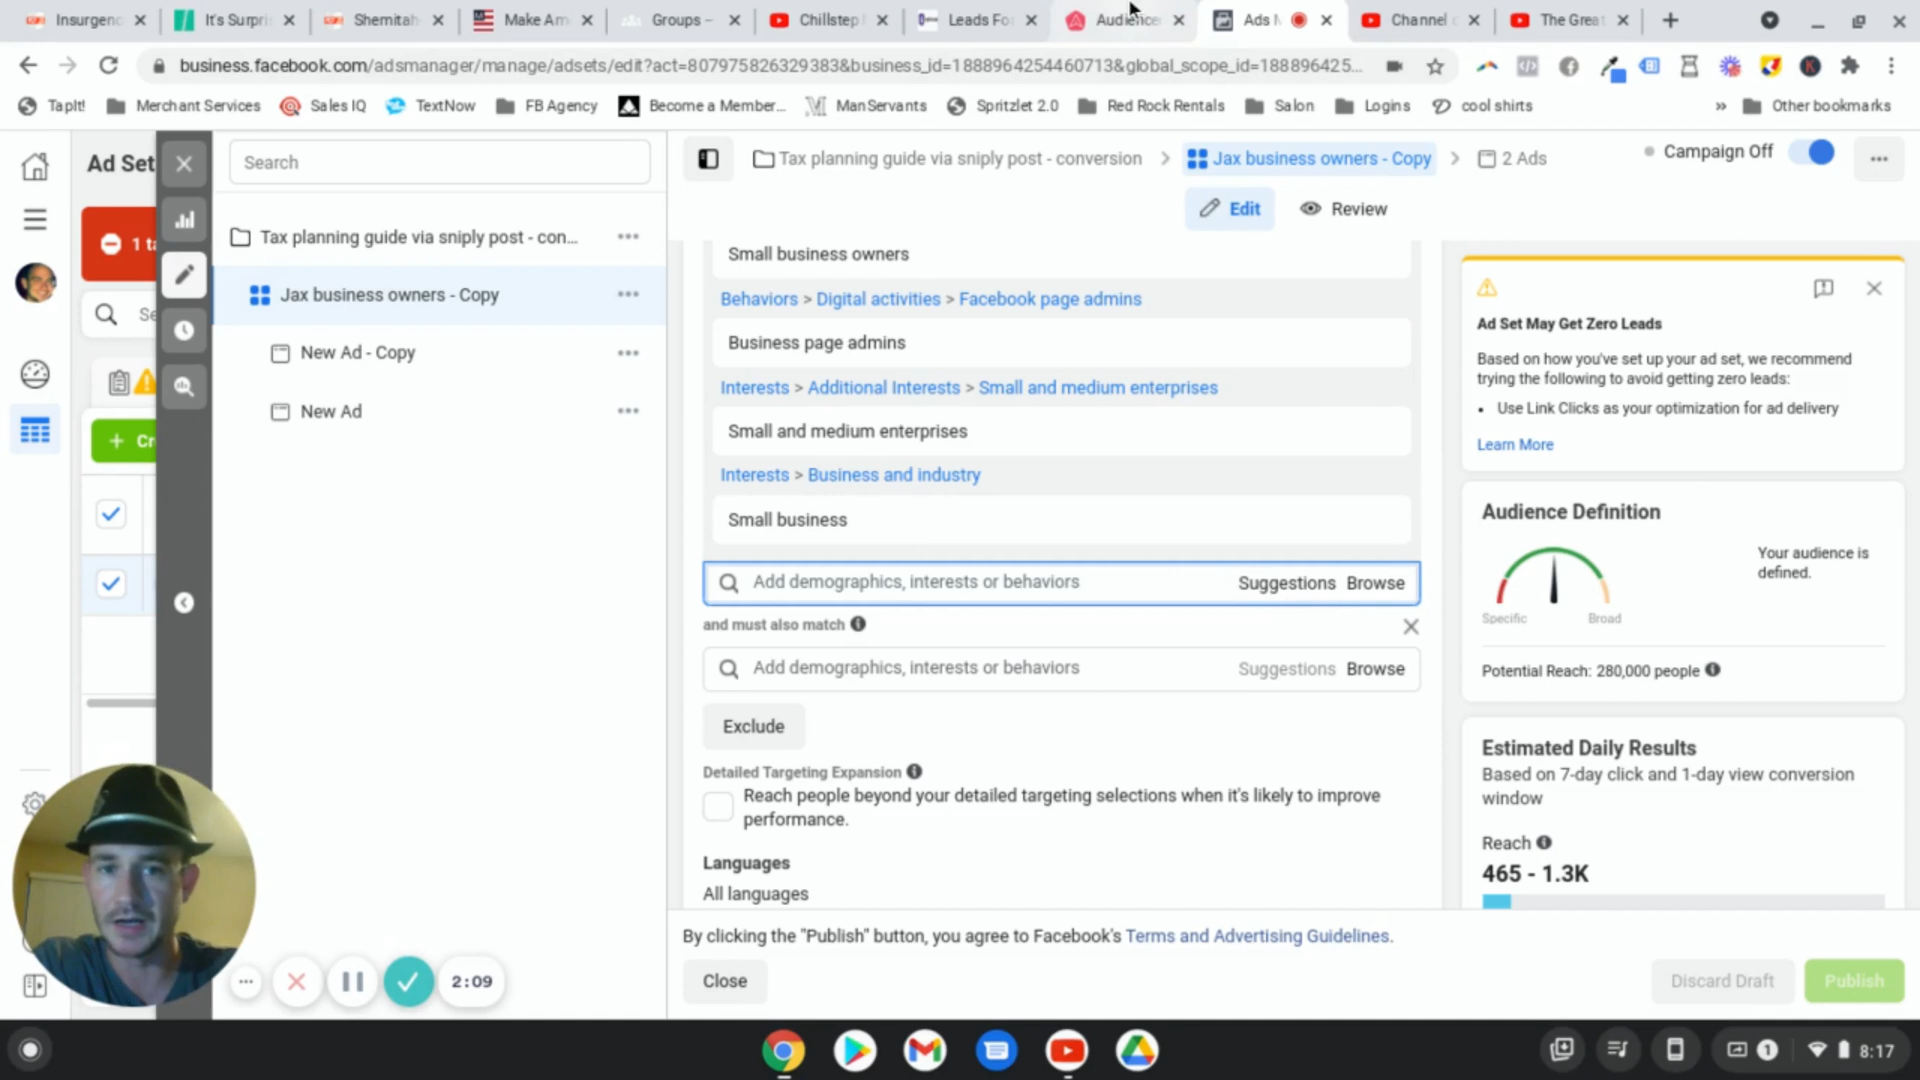 Insurgenc
It's Surpri
Shemitah
Make Am
Groups –
Chillstep
Leads Fo
Audience
Ads M
Channel
The Great
business.facebook.com/adsmanager/manage/adsets/edit?act=807975826329383&business_id=1888964254460713&global_scope_id=188896425...
TapIt!
Merchant Services
Sales IQ
TextNow
FB Agency
Become a Member...
ManServants
Spritzlet 2.0
Red Rock Rentals
Salon
Logins
cool shirts
»
Other bookmarks
Ad Set
Search
Tax planning guide via sniply post - conversion
Jax business owners - Copy
2 Ads
Campaign Off
Edit
Review
1 ta
Se
+ Cr
Tax planning guide via sniply post - con...
Jax business owners - Copy
New Ad - Copy
New Ad
Small business owners
Behaviors > Digital activities > Facebook page admins
Business page admins
Interests > Additional Interests > Small and medium enterprises
Small and medium enterprises
Interests > Business and industry
Small business
Add demographics, interests or behaviors
Suggestions Browse
and must also match
Add demographics, interests or behaviors
Suggestions Browse
Exclude
Detailed Targeting Expansion
Reach people beyond your detailed targeting selections when it's likely to improve
performance.
Languages
All languages
Ad Set May Get Zero Leads
Based on how you've set up your ad set, we recommend
trying the following to avoid getting zero leads:
• Use Link Clicks as your optimization for ad delivery
Learn More
Audience Definition
Your audience is
defined.
Specific
Broad
Potential Reach: 280,000 people
Estimated Daily Results
Based on 7-day click and 1-day view conversion
window
Reach
465 - 1.3K
By clicking the "Publish" button, you agree to Facebook's Terms and Advertising Guidelines.
Close
Discard Draft
Publish
2:09
1
8:17